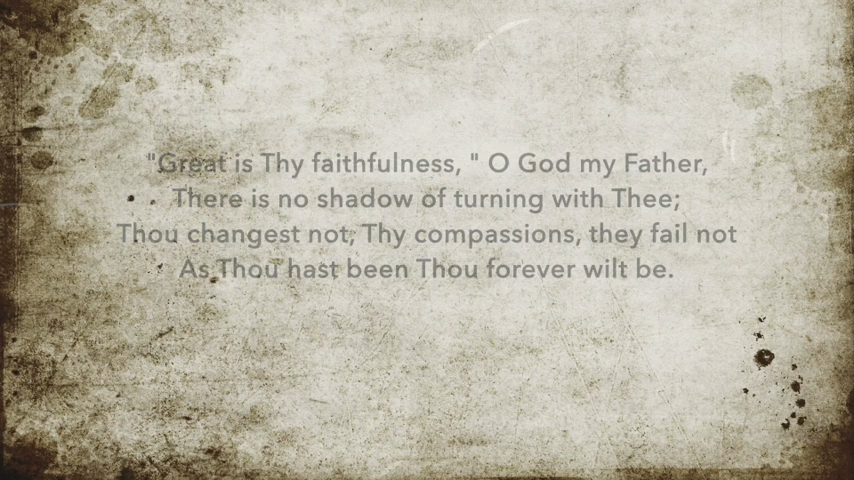 "Great is Thy faithfulness, " O God my Father,
There is no shadow of turning with Thee;
Thou changest not, Thy compassions, they fail not
As Thou hast been Thou forever wilt be.